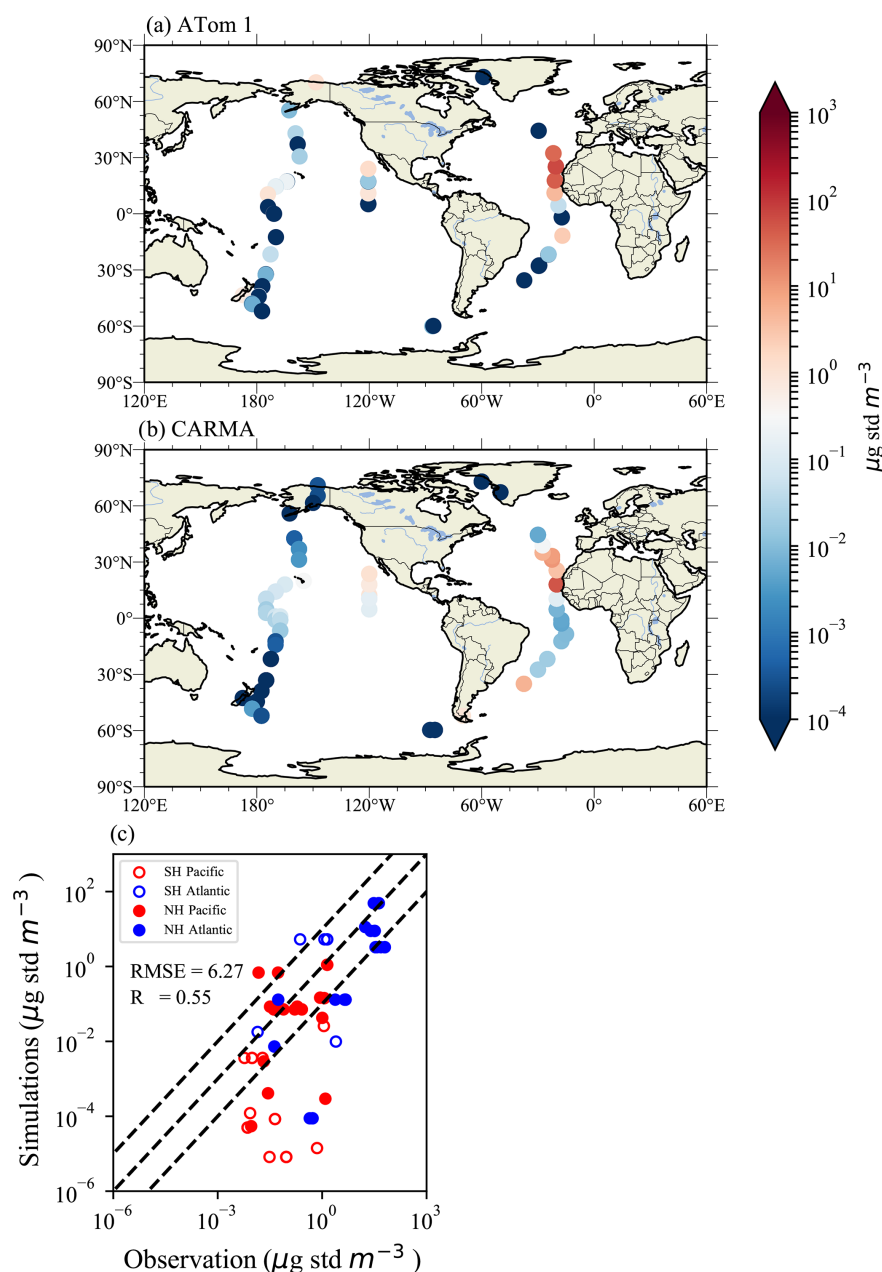 (a) ATom 1
90°N
60°N
30°N
0°
30°S
60°S
90°S
120°E 180° 120°W 60°W 0° 60°E
(b) CARMA
90°N
60°N
30°N
0°
30°S
60°S
90°S
120°E 180° 120°W 60°W 0° 60°E
10³
10²
10¹
10⁰
10⁻¹
10⁻²
10⁻³
10⁻⁴
μg std m⁻³
(c)
SH Pacific
SH Atlantic
NH Pacific
NH Atlantic
RMSE = 6.27
R = 0.55
10²
10⁰
10⁻²
10⁻⁴
10⁻⁶
10⁻⁶ 10⁻³ 10⁰ 10³
Simulations (μg std m⁻³)
Observation (μg std m⁻³ )